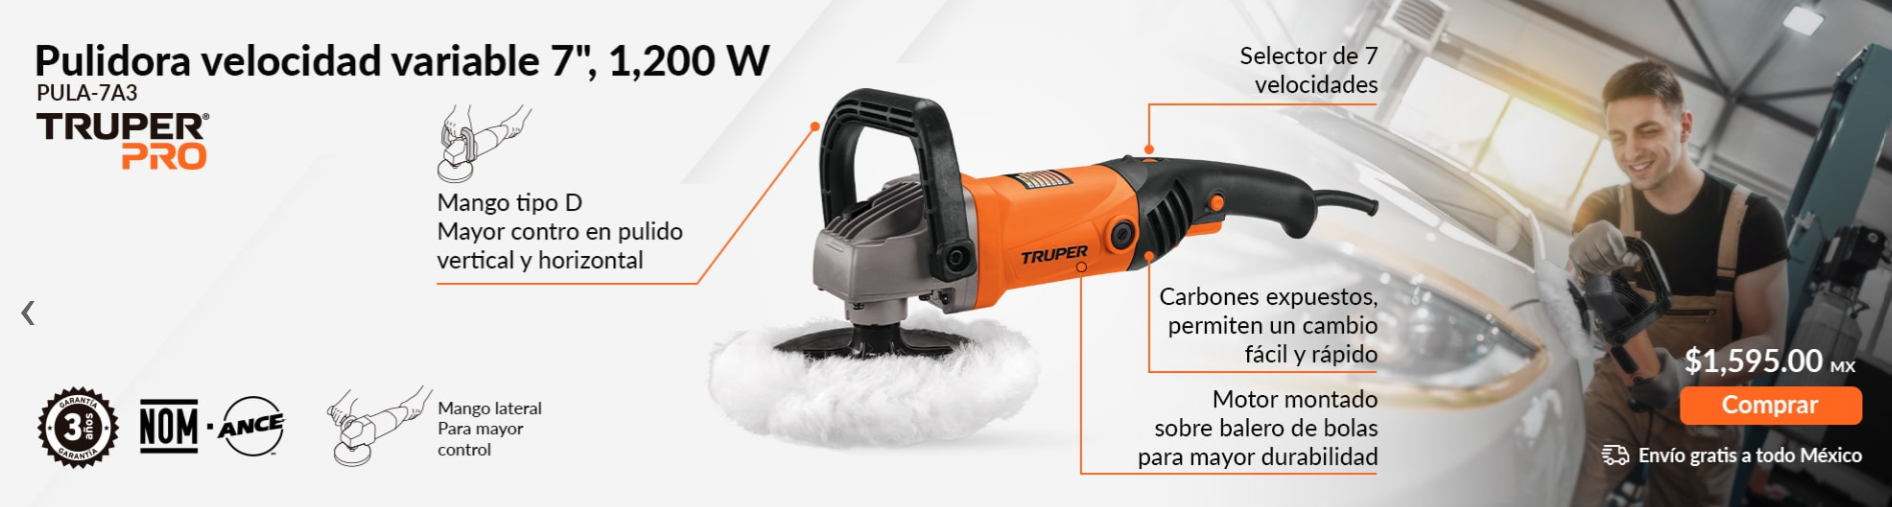 Pulidora velocidad variable 7", 1,200 W
PULA-7A3
TRUPER®
PRO
Mango tipo D
Mayor contro en pulido
vertical y horizontal
Selector de 7
velocidades
TRUPER
Carbones expuestos,
permiten un cambio
fácil y rápido
Motor montado
sobre balero de bolas
para mayor durabilidad
GARANTÍA
3 años
GARANTÍA
NOM · ANCE
Mango lateral
Para mayor
control
$1,595.00 MX
Comprar
Envío gratis a todo México